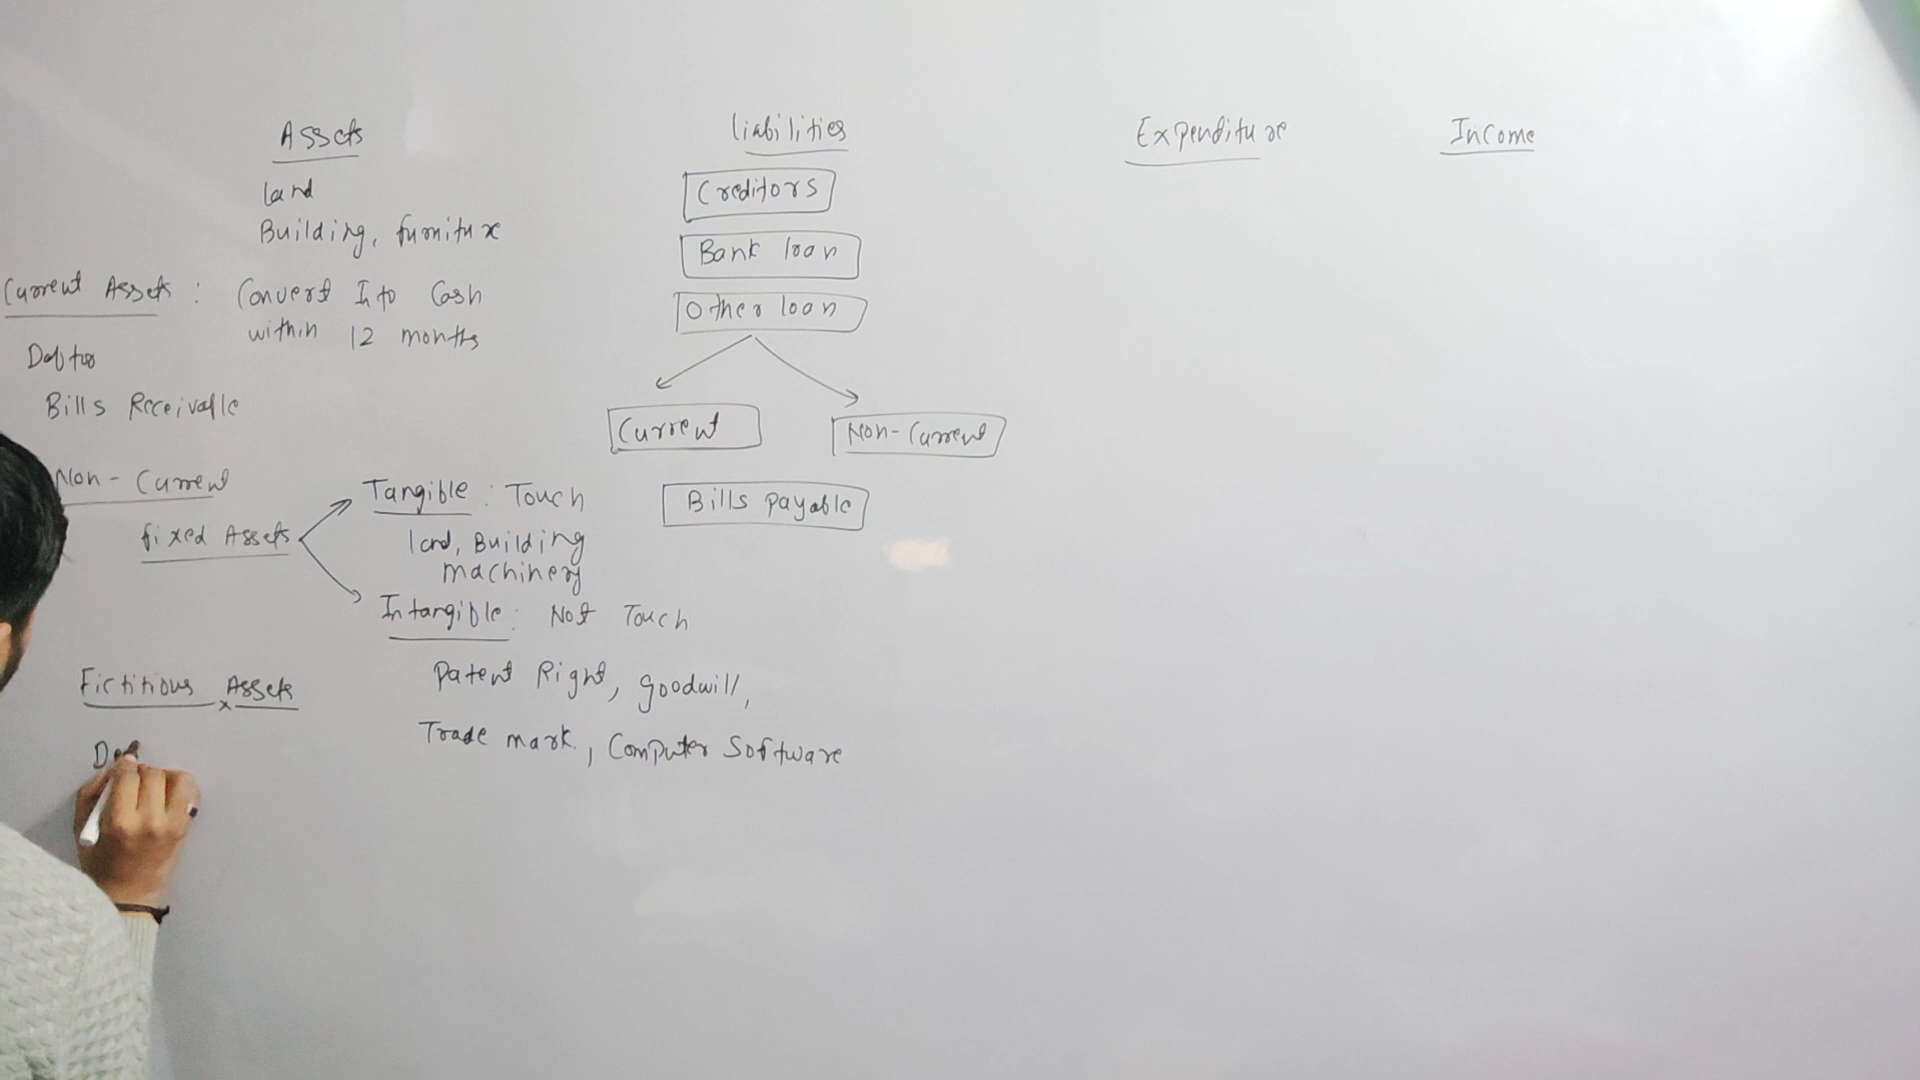 Assets
land
Building, furniture
Current Assets : Convert Into Cash
within 12 months
Debtor
Bills Receivable
Non - Current
fixed Assets
Tangible : Touch
land, Building
machinery
Intangible : Not Touch
Patent Right, goodwill,
Trade mark, Computer Software
Fictitious Assets
liabilities
Creditors
Bank loan
Other loan
Current
Non-Current
Bills payable
Expenditure
Income